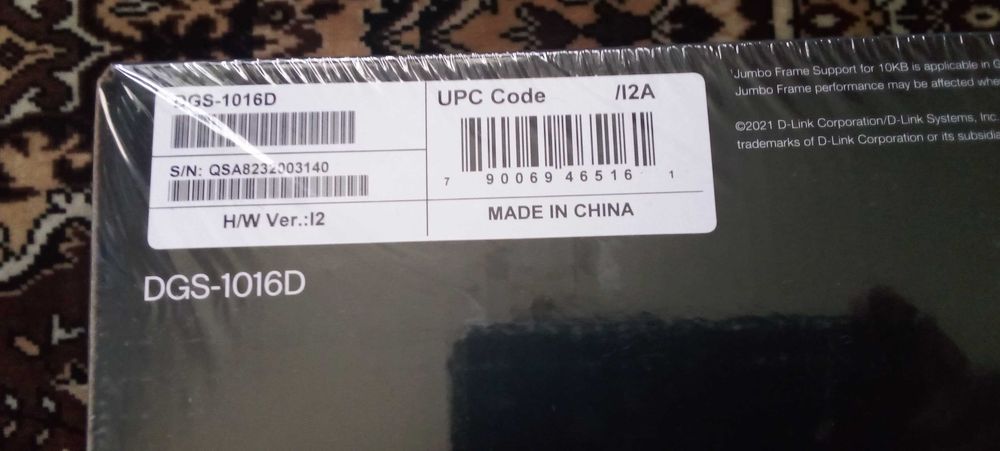 DGS-1016D
S/N: QSA8232003140
H/W Ver.:I2
UPC Code /I2A
7 90069 46516 1
MADE IN CHINA
DGS-1016D
Jumbo Frame Support for 10KB is applicable in
Jumbo Frame performance may be affected
©2021 D-Link Corporation/D-Link Systems, Inc.
trademarks of D-Link Corporation or its